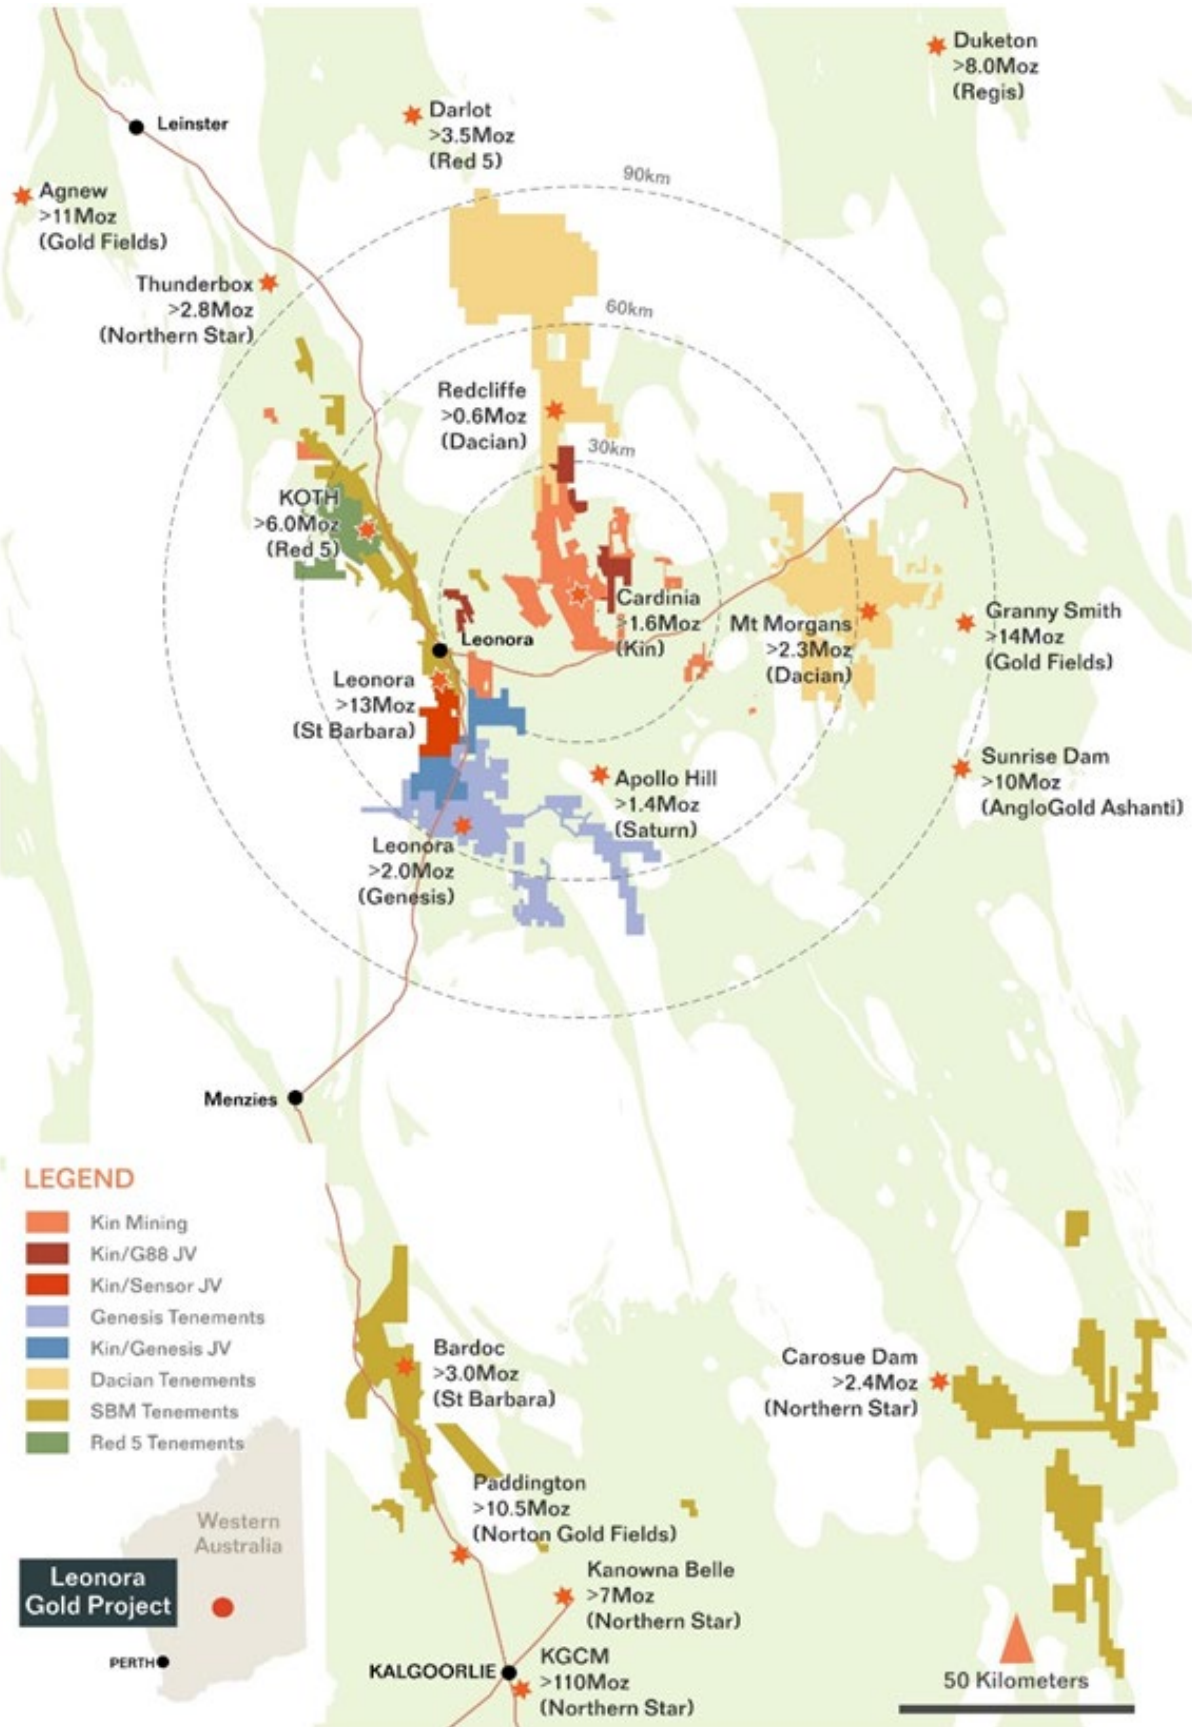 Duketon
>8.0Moz
(Regis)
Darlot
>3.5Moz
(Red 5)
Leinster
90km
Agnew
>11Moz
(Gold Fields)
Thunderbox
>2.8Moz
(Northern Star)
60km
Redcliffe
>0.6Moz
(Dacian)
30km
KOTH
>6.0Moz
(Red 5)
Cardinia
>1.6Moz
(Kin)
Mt Morgans
>2.3Moz
(Dacian)
Granny Smith
>14Moz
(Gold Fields)
Leonora
Leonora
>13Moz
(St Barbara)
Sunrise Dam
>10Moz
(AngloGold Ashanti)
Apollo Hill
>1.4Moz
(Saturn)
Leonora
>2.0Moz
(Genesis)
Menzies
LEGEND
Kin Mining
Kin/G88 JV
Kin/Sensor JV
Genesis Tenements
Kin/Genesis JV
Dacian Tenements
SBM Tenements
Red 5 Tenements
Bardoc
>3.0Moz
(St Barbara)
Carosue Dam
>2.4Moz
(Northern Star)
Paddington
>10.5Moz
(Norton Gold Fields)
Western
Australia
Leonora
Gold Project
PERTH
Kanowna Belle
>7Moz
(Northern Star)
KALGOORLIE
KGCM
>110Moz
(Northern Star)
50 Kilometers